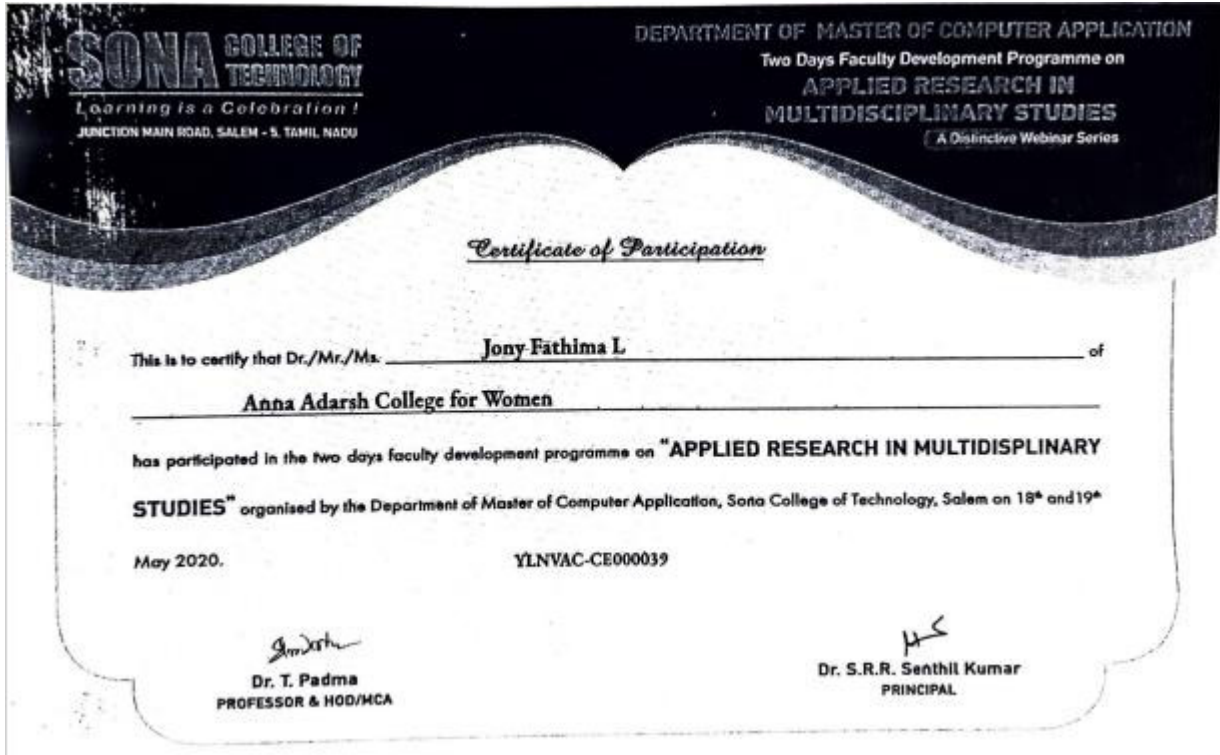 SONA COLLEGE OF
TECHNOLOGY
Learning is a Celebration !
JUNCTION MAIN ROAD, SALEM - 5. TAMIL NADU
DEPARTMENT OF MASTER OF COMPUTER APPLICATION
Two Days Faculty Development Programme on
APPLIED RESEARCH IN
MULTIDISCIPLINARY STUDIES
A Distinctive Webinar Series
Certificate of Participation
This is to certify that Dr./Mr./Ms. Jony Fathima L of
Anna Adarsh College for Women
has participated in the two days faculty development programme on "APPLIED RESEARCH IN MULTIDISPLINARY
STUDIES" organised by the Department of Master of Computer Application, Sona College of Technology, Salem on 18th and19th
May 2020. YLNVAC-CE000039
Dr. T. Padma
PROFESSOR & HOD/MCA
Dr. S.R.R. Senthil Kumar
PRINCIPAL